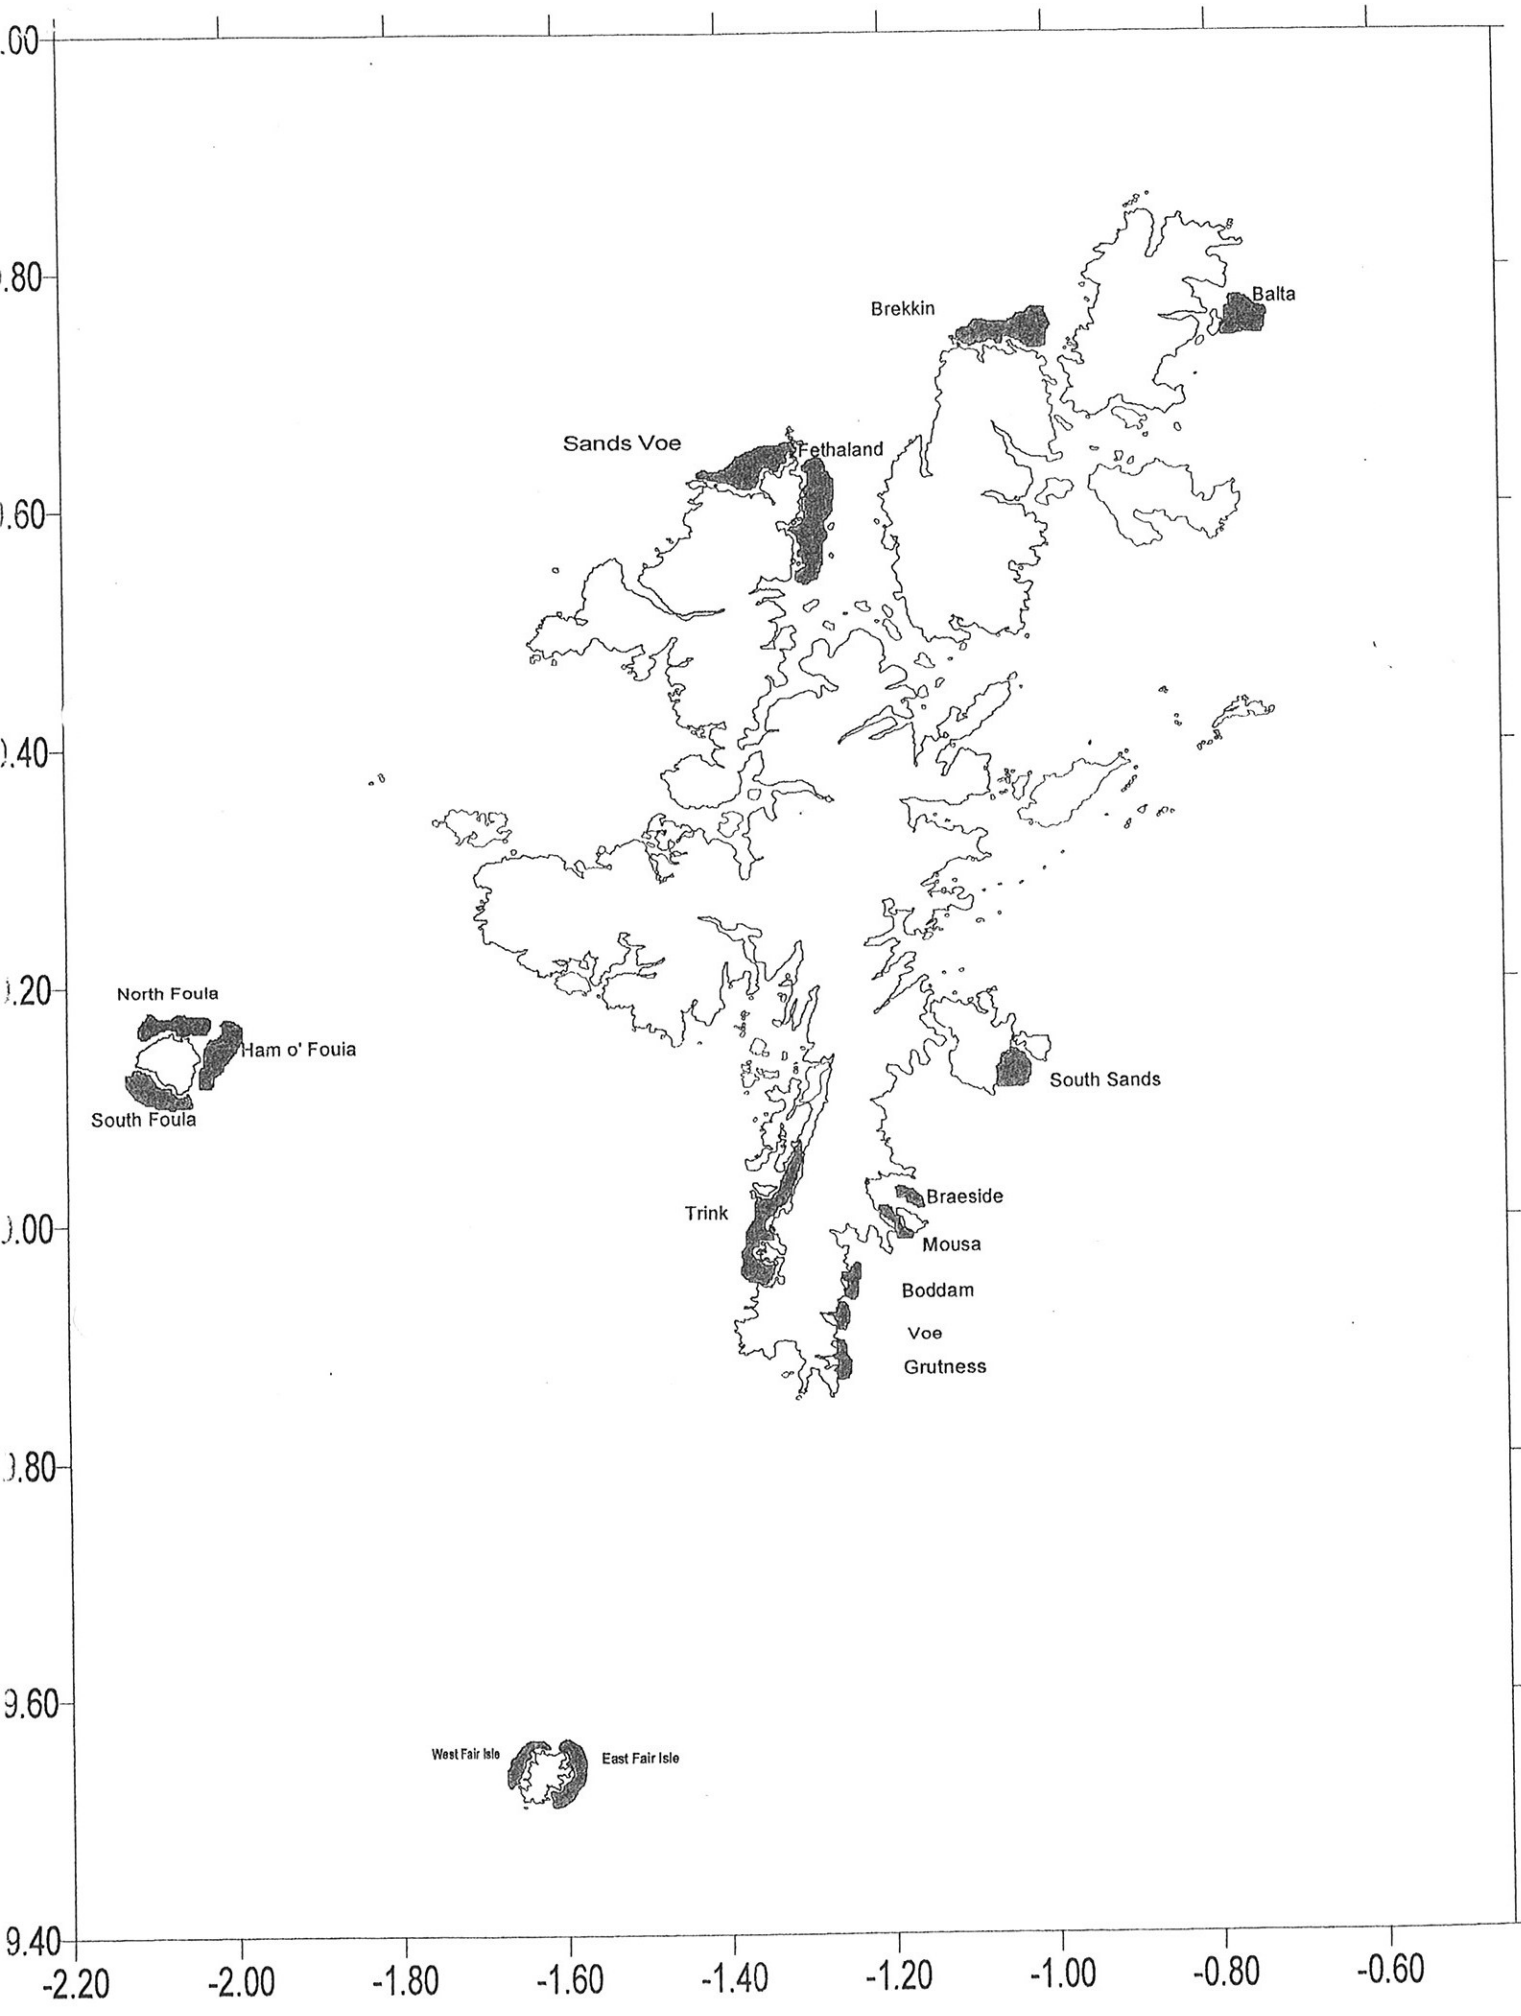 .00
.80
Brekkin
Balta
Sands Voe
Fethaland
.60
.40
.20
North Foula
Ham o' Fouia
South Foula
South Sands
Trink
Braeside
.00
Mousa
Boddam
Voe
Grutness
.80
9.60
West Fair Isle
East Fair Isle
9.40
-2.20 -2.00 -1.80 -1.60 -1.40 -1.20 -1.00 -0.80 -0.60